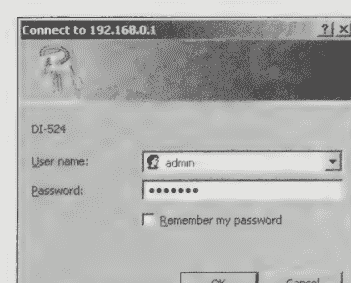 Connect to 192.168.0.1
DI-524
User name:
admin
Password:
•••••••
Remember my password
OK
Cancel